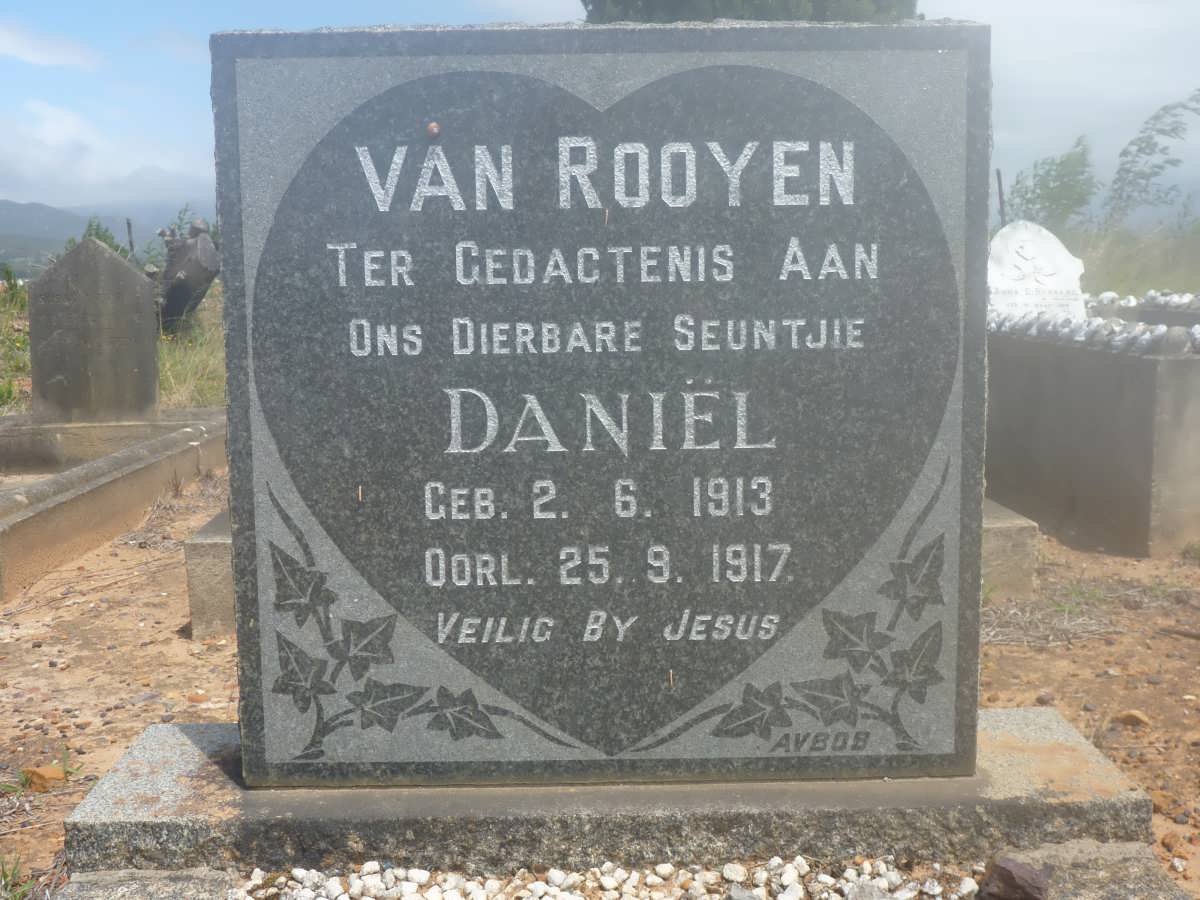 VAN ROOYEN
TER GEDACTENIS AAN
ONS DIERBARE SEUNTJIE
DANIËL
GEB. 2. 6. 1913
OORL. 25. 9. 1917.
VEILIG BY JESUS
AVBOB